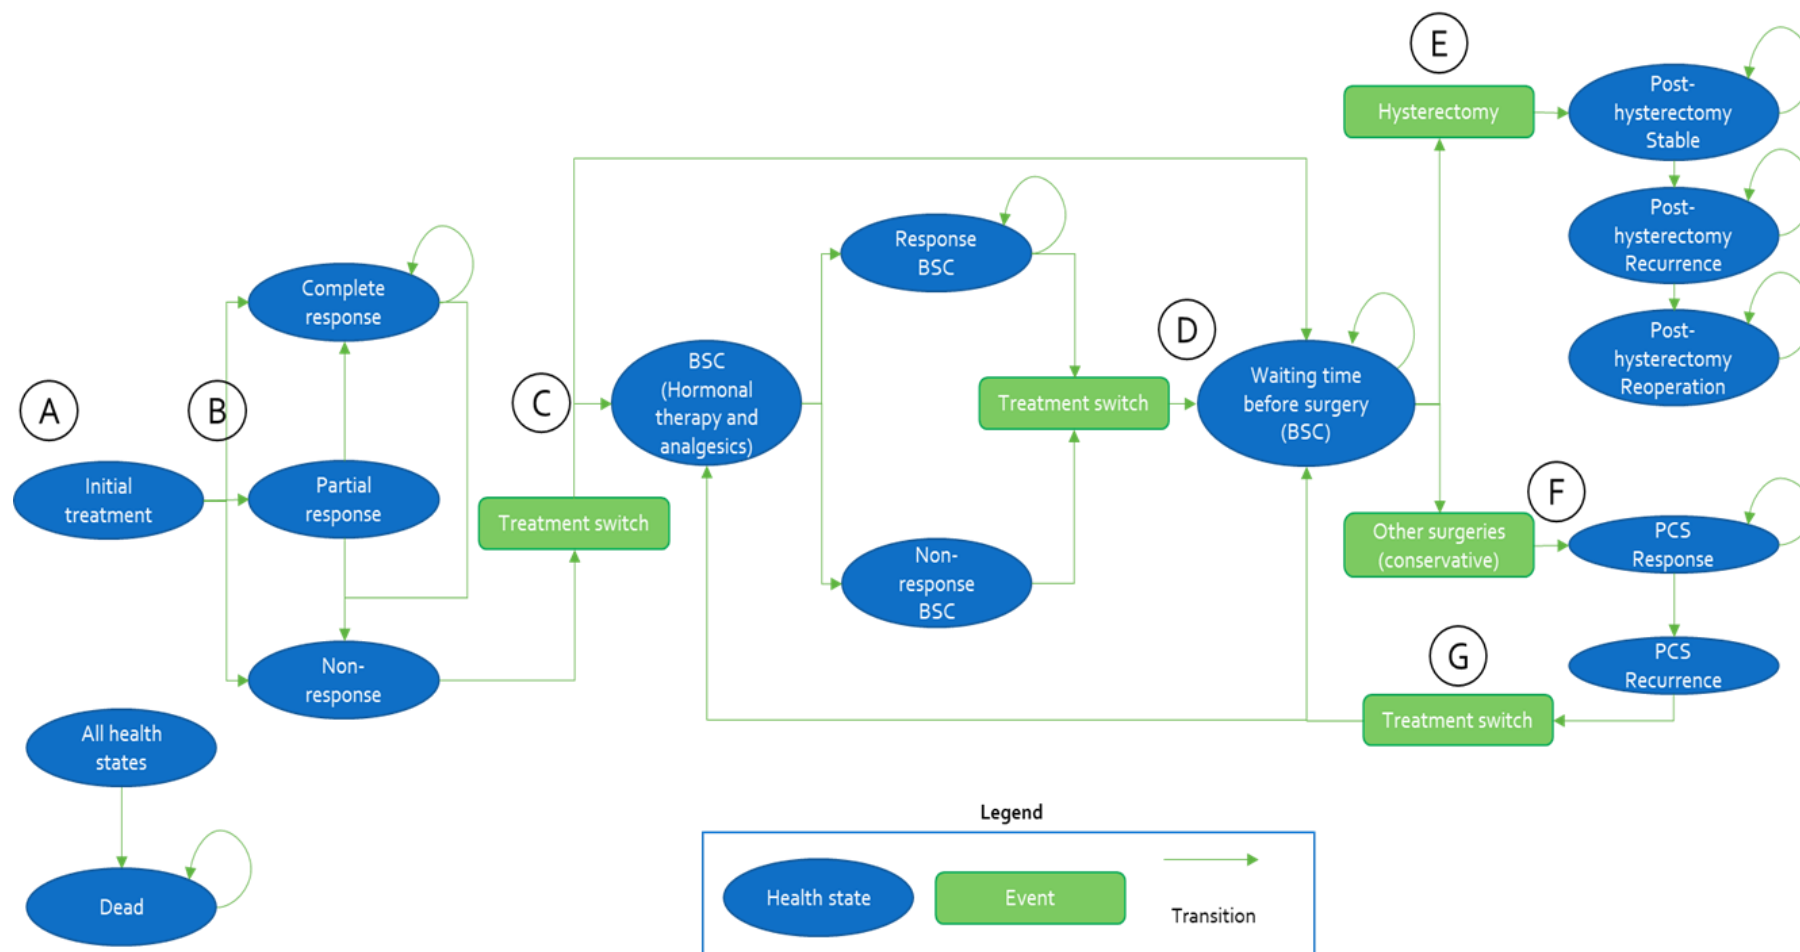 E
Hysterectomy
Post-
hysterectomy
Stable
Post-
hysterectomy
Recurrence
Post-
hysterectomy
Reoperation
Response
BSC
Complete
response
D
BSC
(Hormonal
therapy and
analgesics)
Treatment switch
Waiting time
before surgery
(BSC)
A
B
C
Initial
treatment
Partial
response
Treatment switch
F
Other surgeries
(conservative)
PCS
Response
Non-
response
BSC
Non-
response
G
PCS
Recurrence
Treatment switch
All health
states
Dead
Legend
Health state
Event
Transition